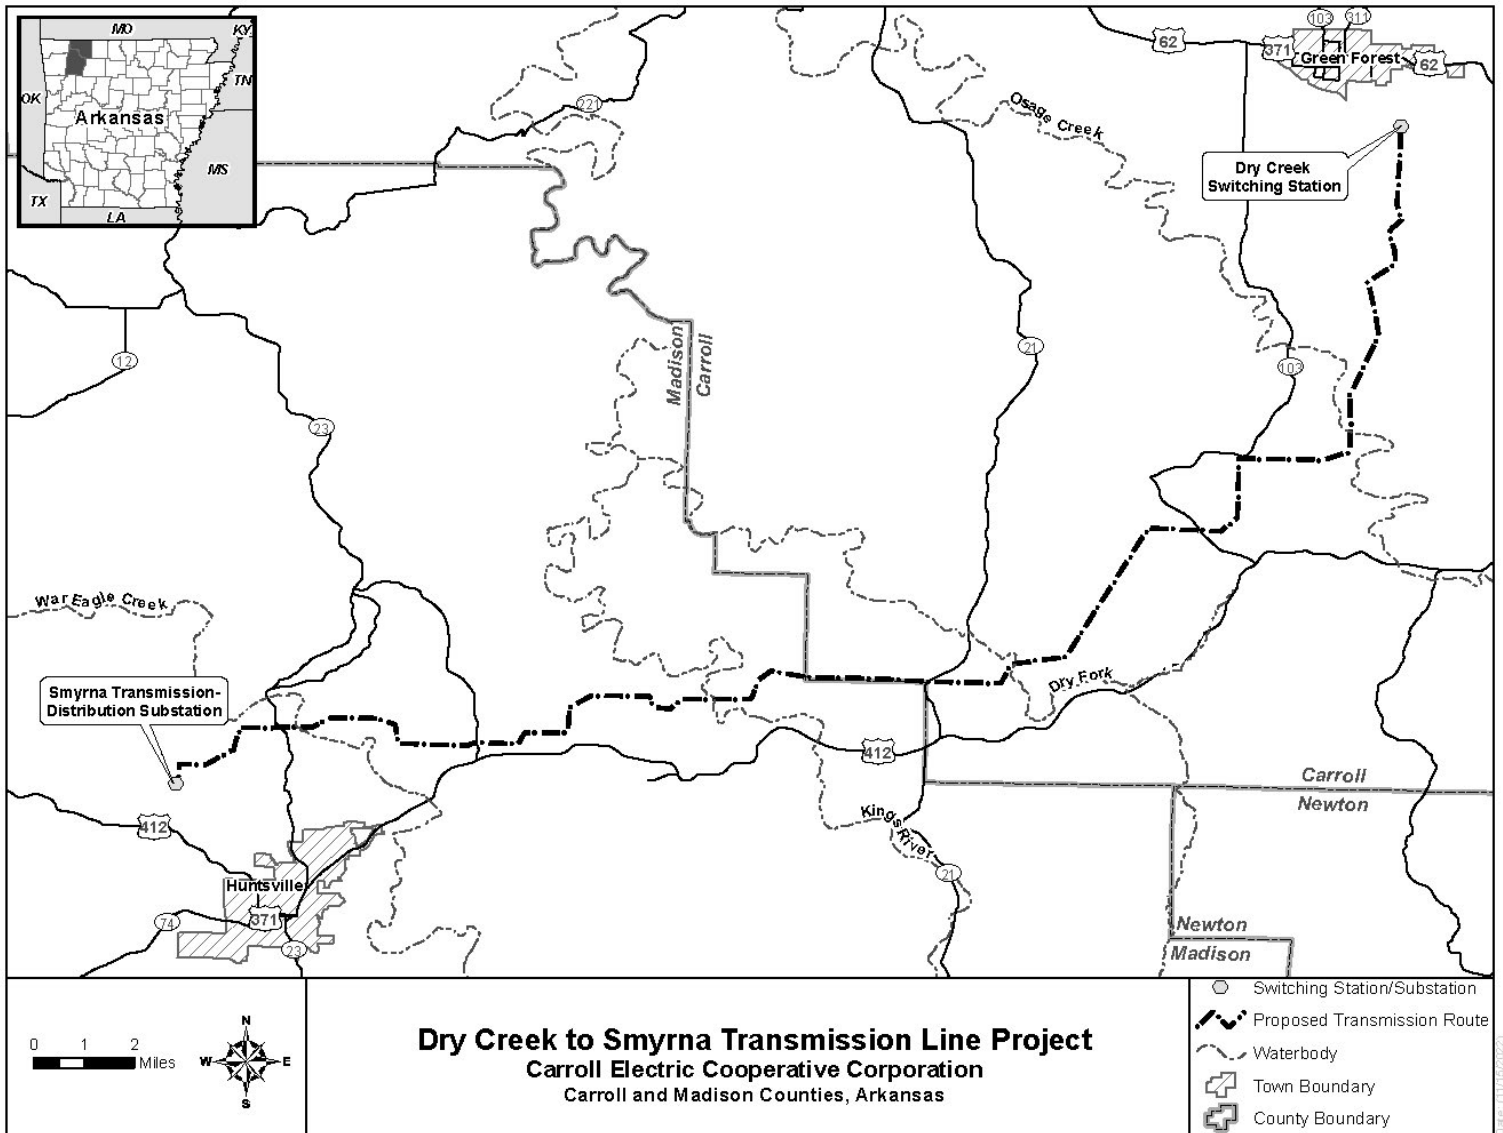 MO
KY
OK
TN
Arkansas
MS
TX
LA
221
62
103
311
371
Green Forest
62
Osage Creek
Dry Creek
Switching Station
12
23
Madison
Carroll
21
103
War Eagle Creek
Smyrna Transmission-
Distribution Substation
Dry Fork
412
412
Kings River
Carroll
Newton
21
Huntsville
74
371
23
Newton
Madison
0 1 2
Miles
N
W E
S
Dry Creek to Smyrna Transmission Line Project
Carroll Electric Cooperative Corporation
Carroll and Madison Counties, Arkansas
Switching Station/Substation
Proposed Transmission Route
Waterbody
Town Boundary
County Boundary